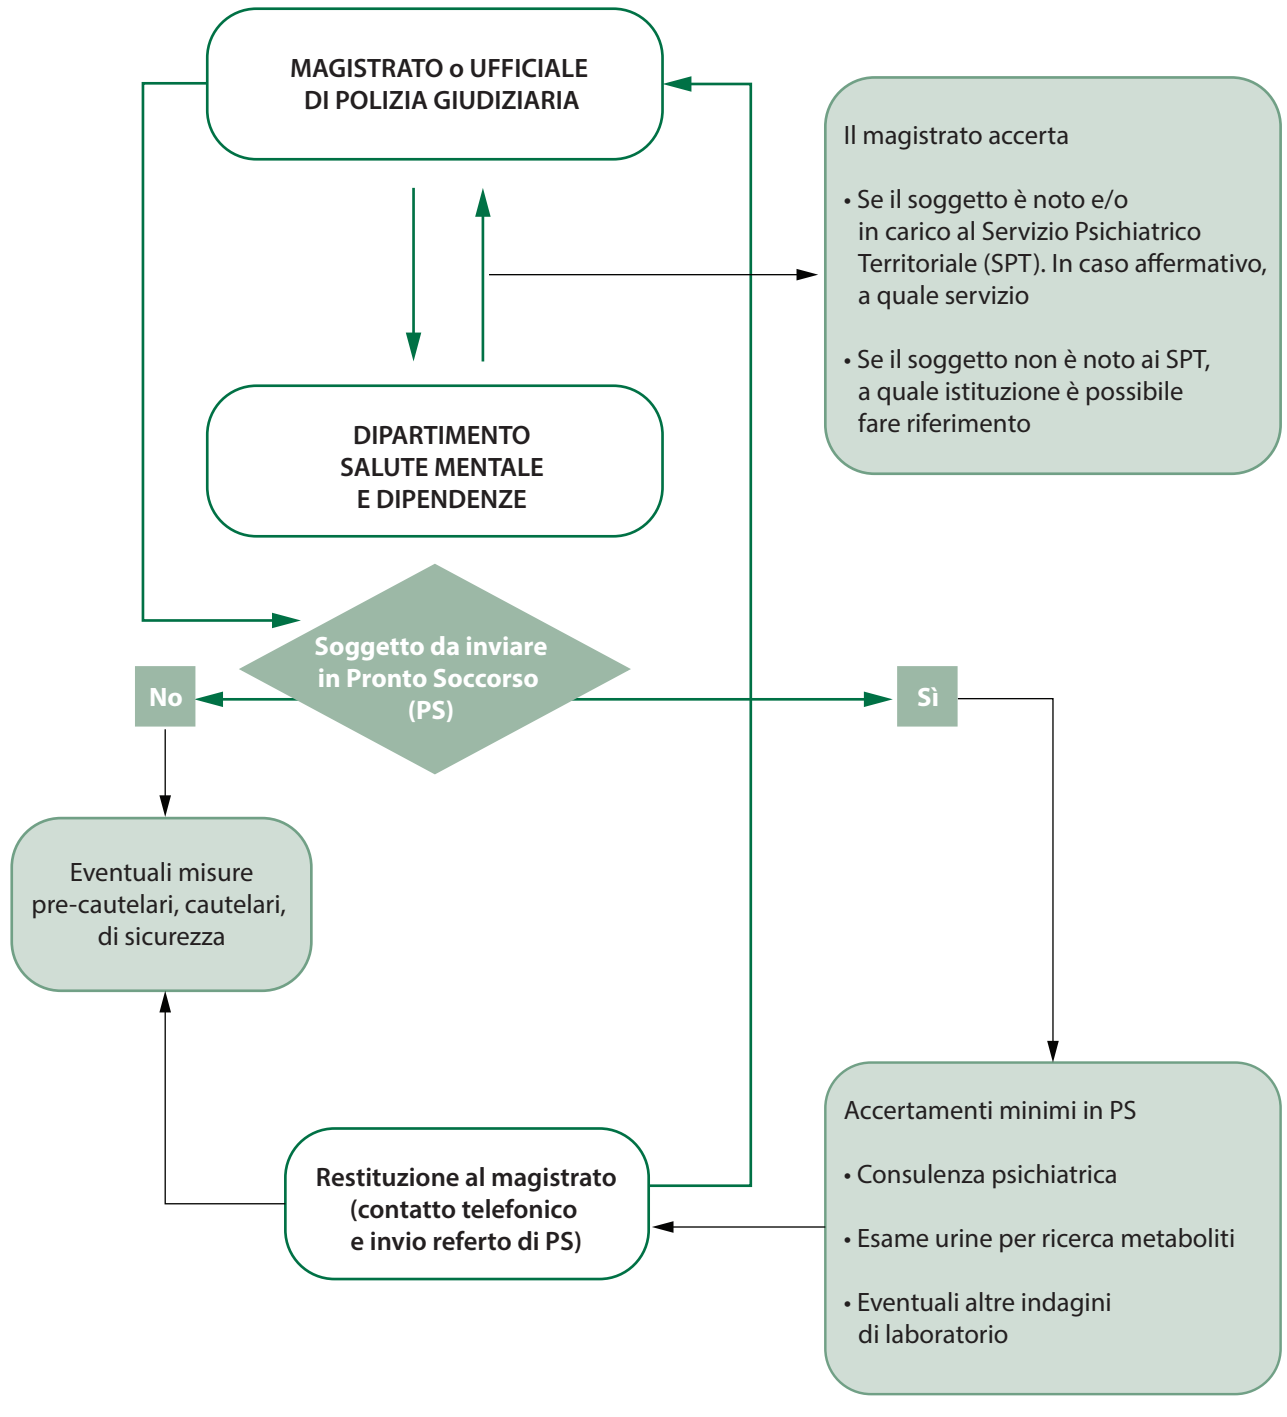 MAGISTRATO o UFFICIALE
DI POLIZIA GIUDIZIARIA
Il magistrato accerta
• Se il soggetto è noto e/o
in carico al Servizio Psichiatrico
Territoriale (SPT). In caso affermativo,
a quale servizio
• Se il soggetto non è noto ai SPT,
a quale istituzione è possibile
fare riferimento
DIPARTIMENTO
SALUTE MENTALE
E DIPENDENZE
Soggetto da inviare
in Pronto Soccorso
(PS)
No
Sì
Eventuali misure
pre-cautelari, cautelari,
di sicurezza
Accertamenti minimi in PS
• Consulenza psichiatrica
• Esame urine per ricerca metaboliti
• Eventuali altre indagini
di laboratorio
Restituzione al magistrato
(contatto telefonico
e invio referto di PS)